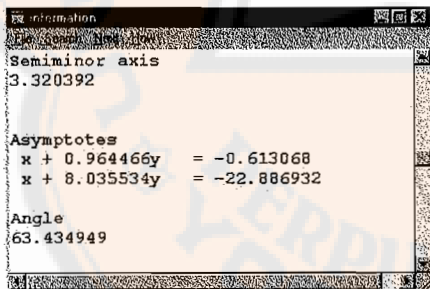 information
Semiminor axis
3.320392
Asymptotes
x + 0.964466y = -0.613068
x + 8.035534y = -22.886932
Angle
63.434949